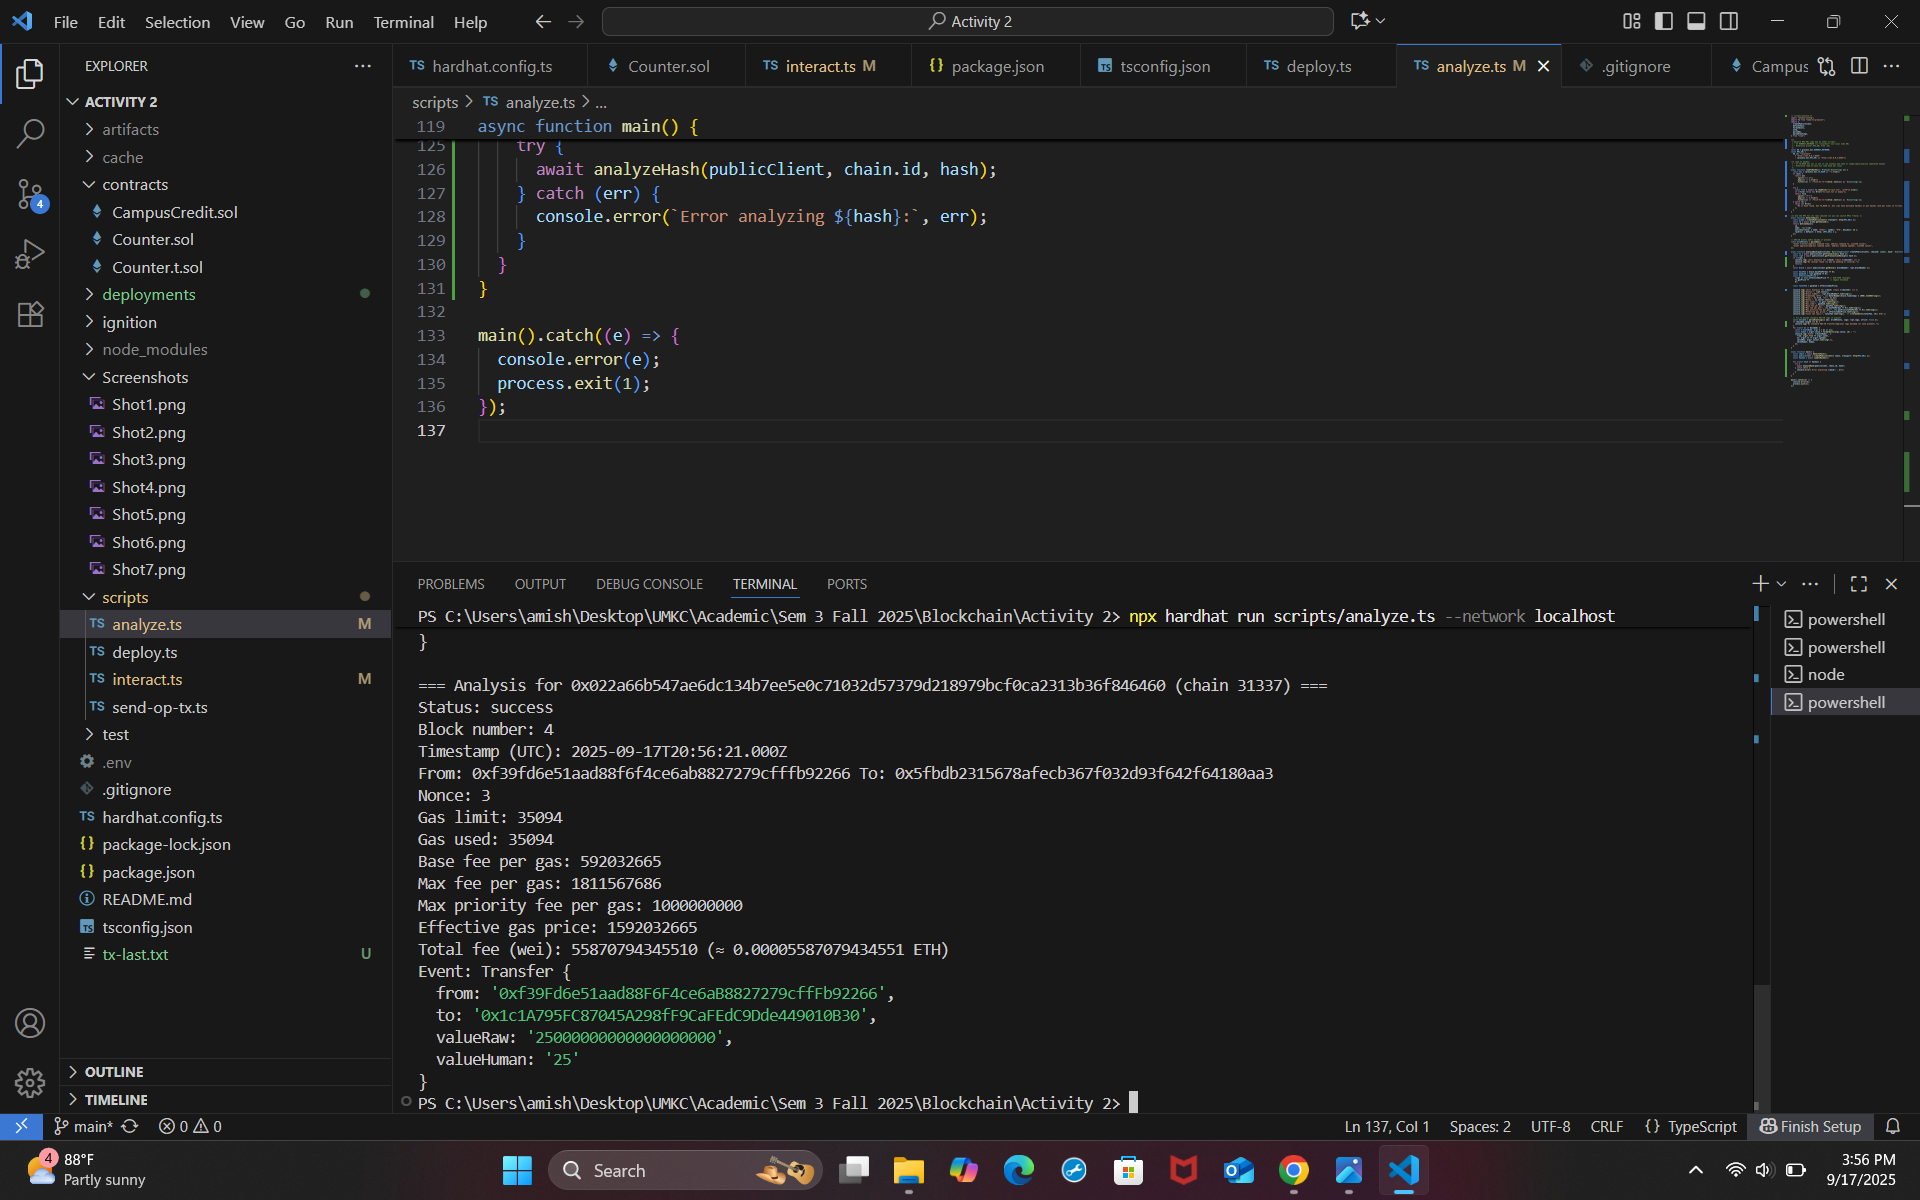 File Edit Selection View Go Run Terminal Help
Activity 2
EXPLORER
ACTIVITY 2
artifacts
cache
contracts
CampusCredit.sol
Counter.sol
Counter.t.sol
deployments
ignition
node_modules
Screenshots
Shot1.png
Shot2.png
Shot3.png
Shot4.png
Shot5.png
Shot6.png
Shot7.png
scripts
TS analyze.ts M
TS deploy.ts
TS interact.ts M
TS send-op-tx.ts
test
.env
.gitignore
TS hardhat.config.ts
{} package-lock.json
{} package.json
README.md
TS tsconfig.json
tx-last.txt U
OUTLINE
TIMELINE
4
TS hardhat.config.ts Counter.sol TS interact.ts M {} package.json TS tsconfig.json TS deploy.ts TS analyze.ts M .gitignore Campus
scripts > TS analyze.ts > ...
119 async function main() {
125 try {
126 await analyzeHash(publicClient, chain.id, hash);
127 } catch (err) {
128 console.error(`Error analyzing ${hash}:`, err);
129 }
130 }
131 }
132
133 main().catch((e) => {
134 console.error(e);
135 process.exit(1);
136 });
137
PROBLEMS OUTPUT DEBUG CONSOLE TERMINAL PORTS
PS C:\Users\amish\Desktop\UMKC\Academic\Sem 3 Fall 2025\Blockchain\Activity 2> npx hardhat run scripts/analyze.ts --network localhost
}
=== Analysis for 0x022a66b547ae6dc134b7ee5e0c71032d57379d218979bcf0ca2313b36f846460 (chain 31337) ===
Status: success
Block number: 4
Timestamp (UTC): 2025-09-17T20:56:21.000Z
From: 0xf39fd6e51aad88f6f4ce6ab8827279cfffb92266 To: 0x5fbdb2315678afecb367f032d93f642f64180aa3
Nonce: 3
Gas limit: 35094
Gas used: 35094
Base fee per gas: 592032665
Max fee per gas: 1811567686
Max priority fee per gas: 1000000000
Effective gas price: 1592032665
Total fee (wei): 55870794345510 (≈ 0.00005587079434551 ETH)
Event: Transfer {
from: '0xf39Fd6e51aad88F6F4ce6aB8827279cffFb92266',
to: '0x1c1A795FC87045A298fF9CaFEdC9Dde449010B30',
valueRaw: '25000000000000000000',
valueHuman: '25'
}
PS C:\Users\amish\Desktop\UMKC\Academic\Sem 3 Fall 2025\Blockchain\Activity 2>
powershell
powershell
node
powershell
main* 0 0
Ln 137, Col 1 Spaces: 2 UTF-8 CRLF {} TypeScript Finish Setup
4
88°F
Partly sunny
Search
3:56 PM
9/17/2025